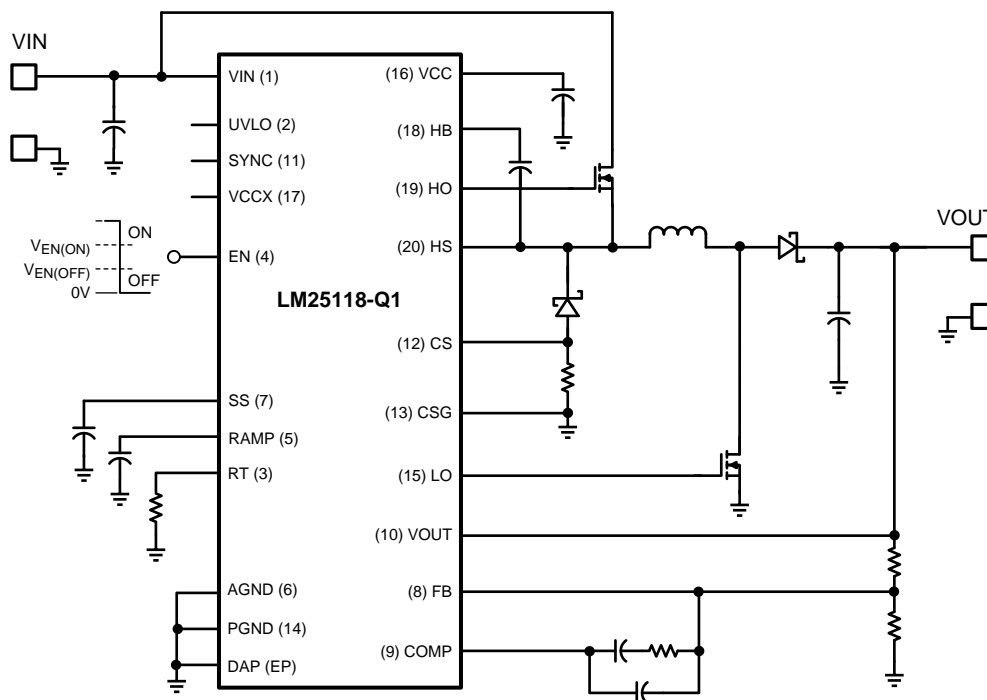 VIN
VIN (1)
UVLO (2)
SYNC (11)
VCCX (17)
EN (4)
ON
VEN(ON)
VEN(OFF)
OFF
0V
LM25118-Q1
SS (7)
RAMP (5)
RT (3)
AGND (6)
PGND (14)
DAP (EP)
(16) VCC
(18) HB
(19) HO
(20) HS
(12) CS
(13) CSG
(15) LO
(10) VOUT
(8) FB
(9) COMP
VOUT